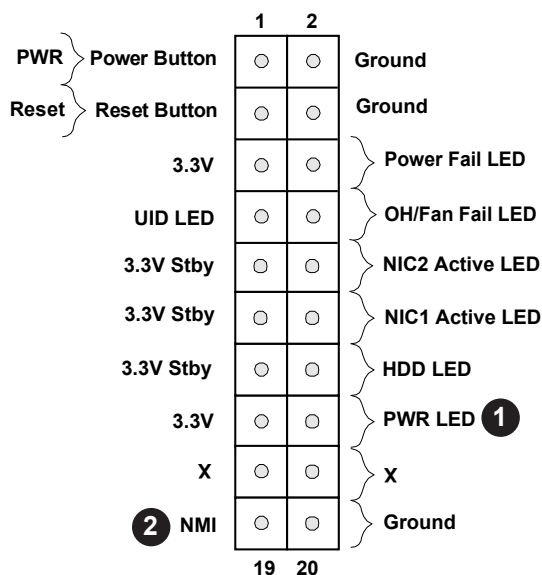 1 2
PWR Power Button Ground
Reset Reset Button Ground
3.3V Power Fail LED
UID LED OH/Fan Fail LED
3.3V Stby NIC2 Active LED
3.3V Stby NIC1 Active LED
3.3V Stby HDD LED
3.3V PWR LED 1
X X
2 NMI Ground
19 20